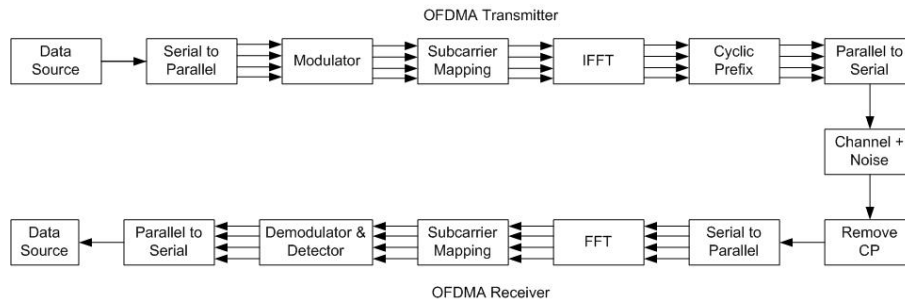 OFDMA Transmitter
Data
Source
Serial to
Parallel
Modulator
Subcarrier
Mapping
IFFT
Cyclic
Prefix
Parallel to
Serial
Channel +
Noise
Data
Source
Parallel to
Serial
Demodulator &
Detector
Subcarrier
Mapping
FFT
Serial to
Parallel
Remove
CP
OFDMA Receiver